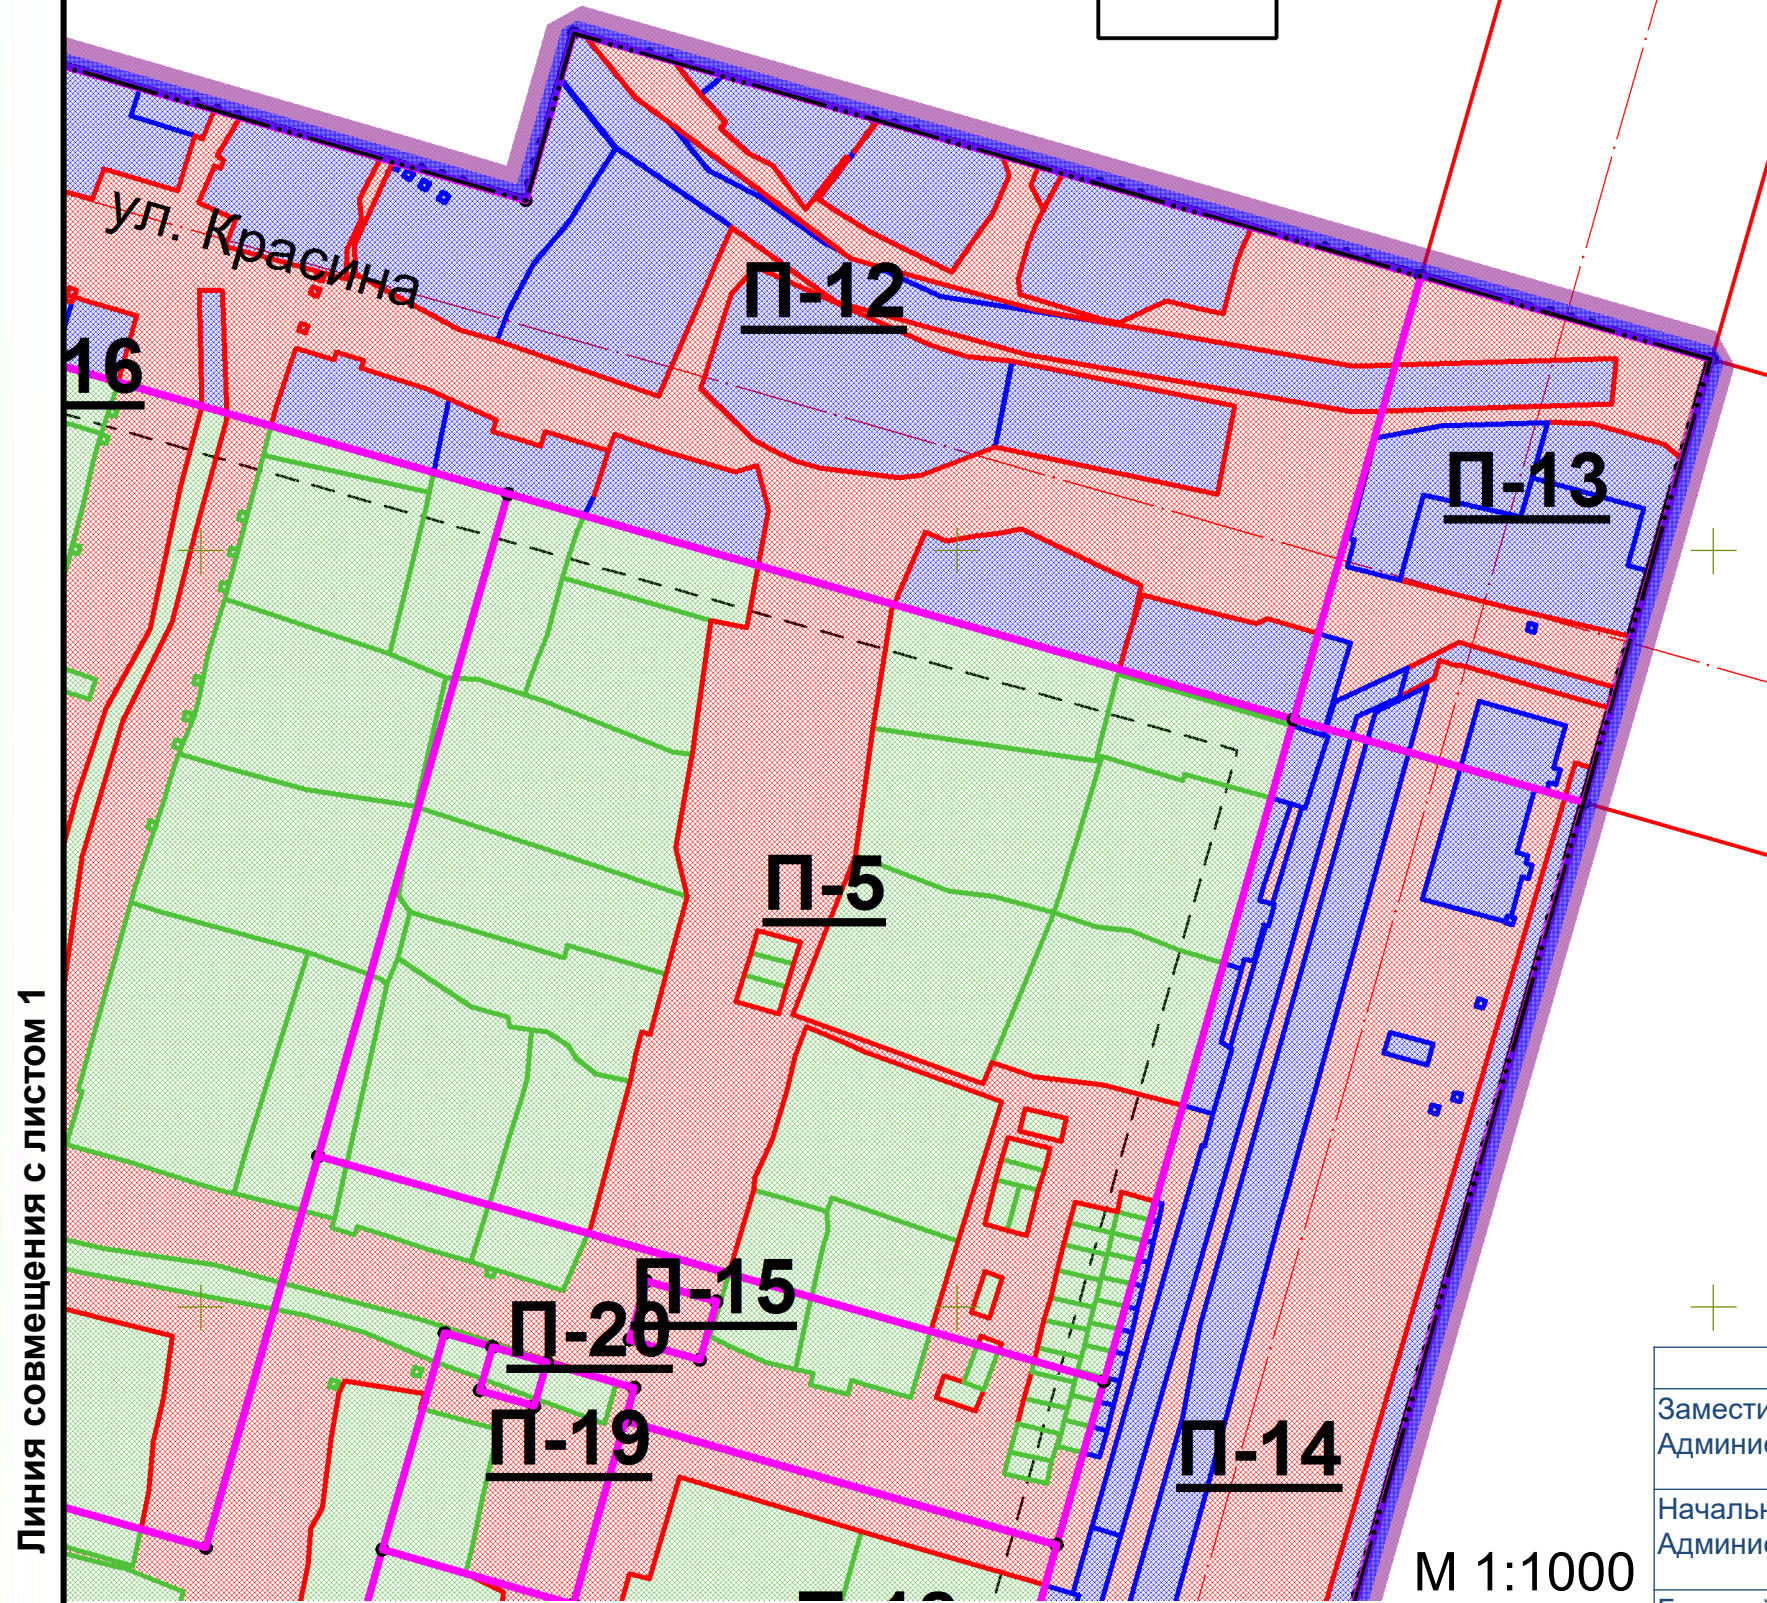 ул. Красина
П-12
16
П-13
П-5
Линия совмещения с листом 1
П-15
П-20
П-19
П-14
Замести
Админис
Начальн
Админис
М 1:1000